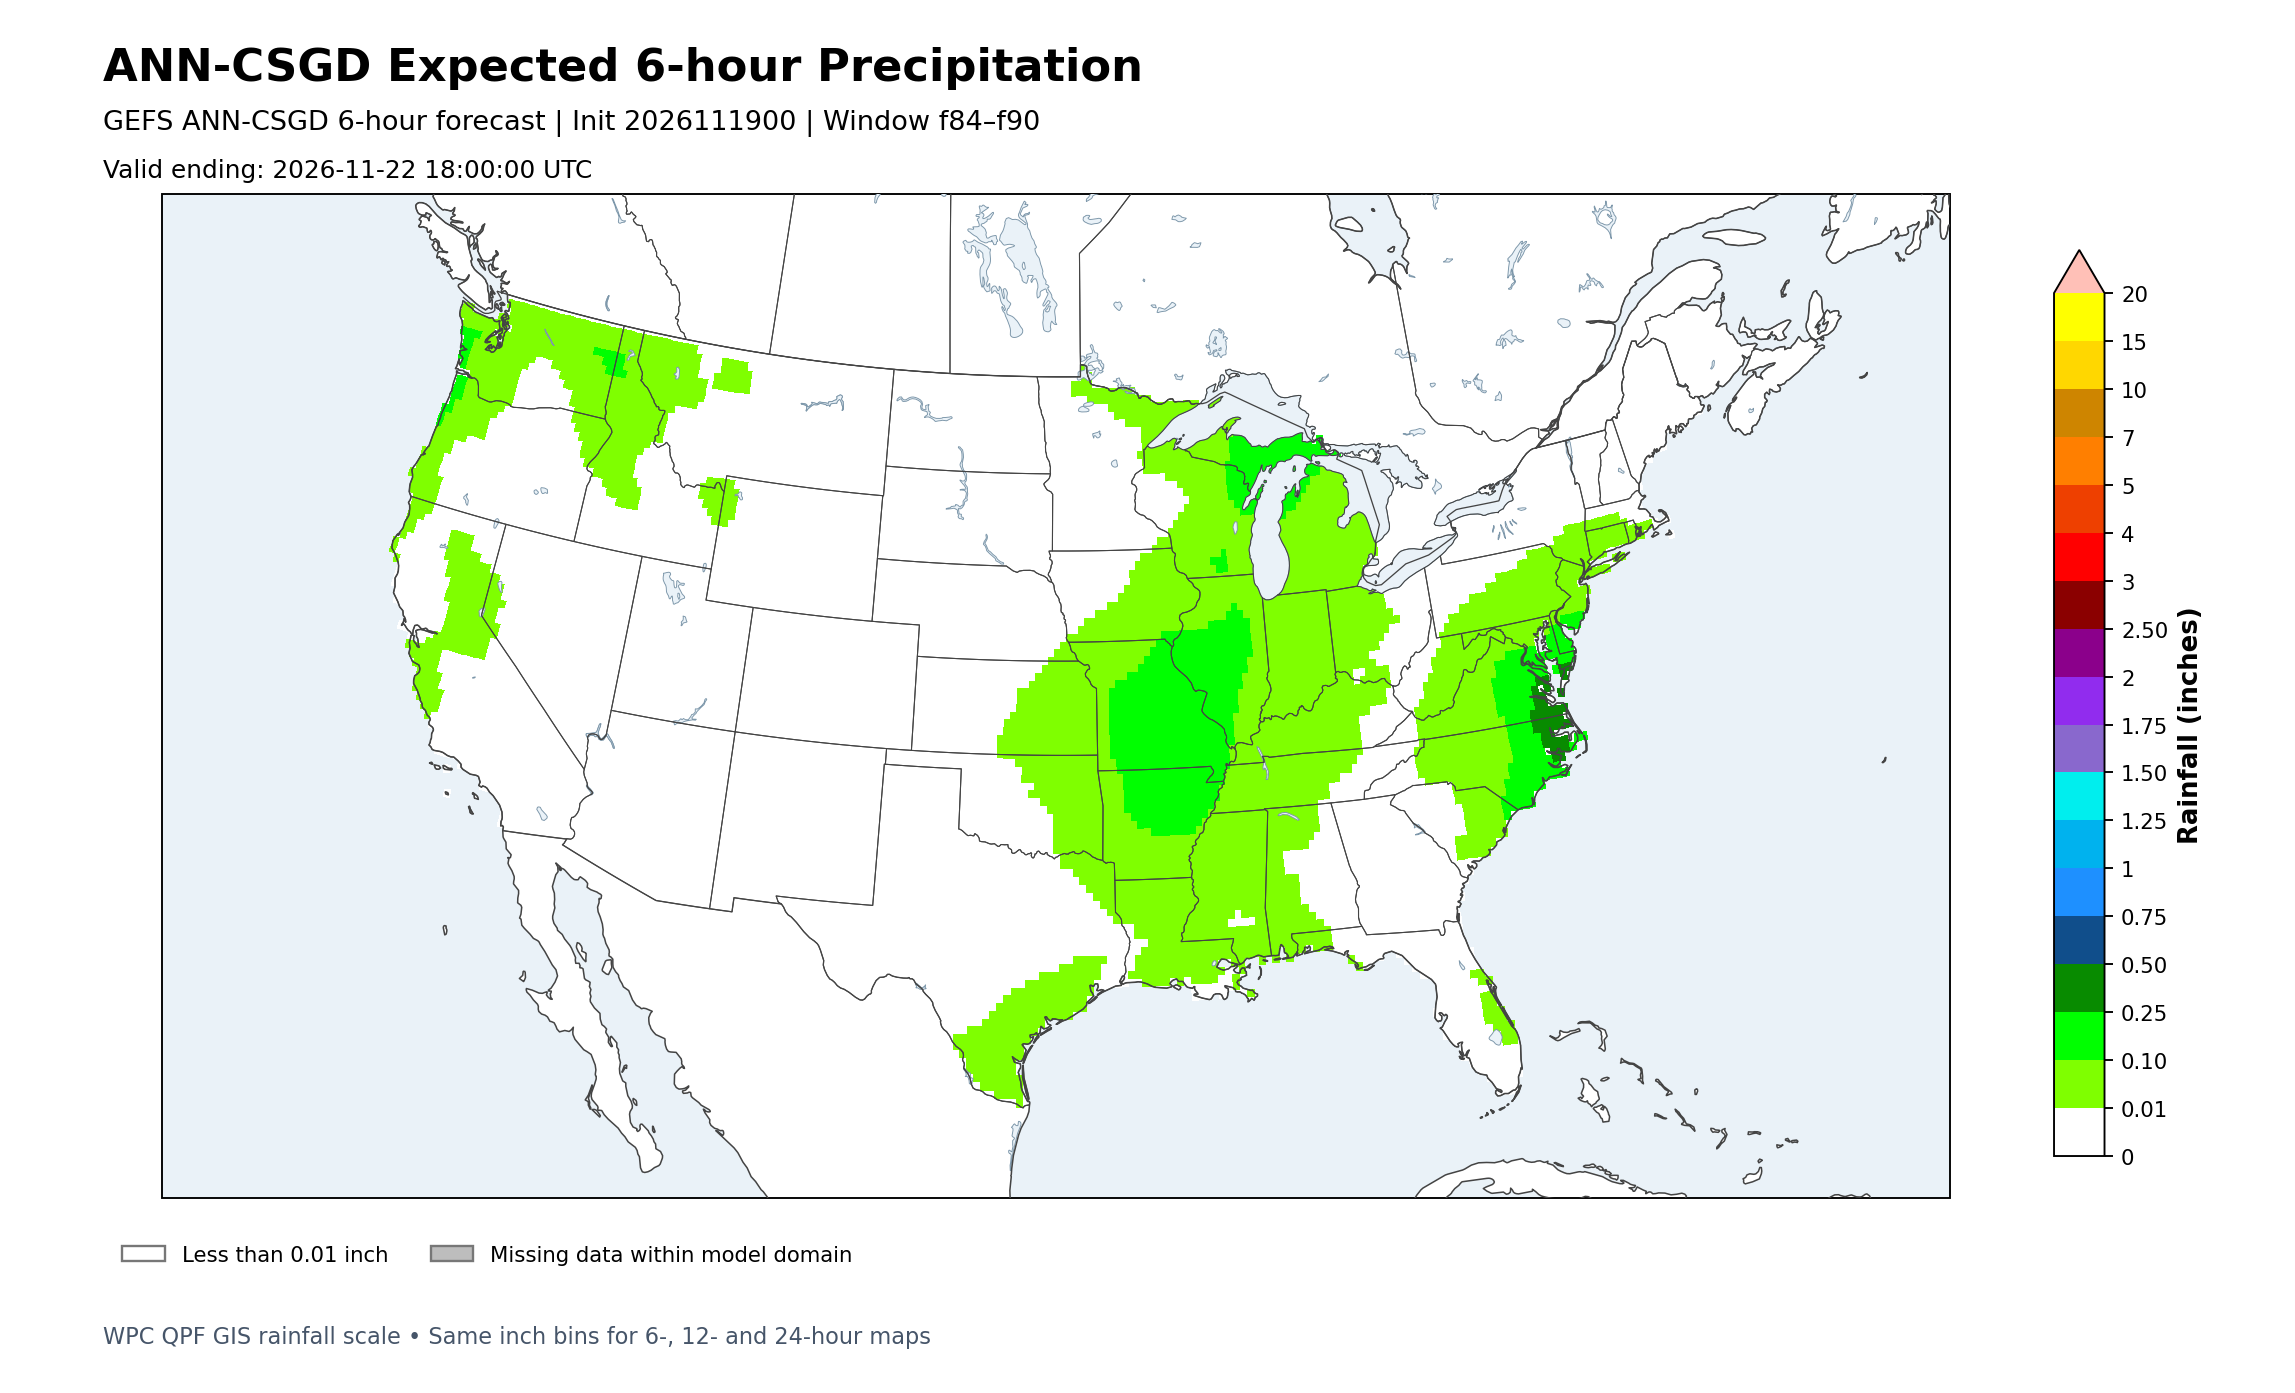 ANN-CSGD Expected 6-hour Precipitation
GEFS ANN-CSGD 6-hour forecast | Init 2026111900 | Window f84–f90
Valid ending: 2026-11-22 18:00:00 UTC
20
15
10
7
5
4
3
2.50
2
1.75
1.50
1.25
1
0.75
0.50
0.25
0.10
0.01
0
Rainfall (inches)
Less than 0.01 inch
Missing data within model domain
WPC QPF GIS rainfall scale • Same inch bins for 6-, 12- and 24-hour maps